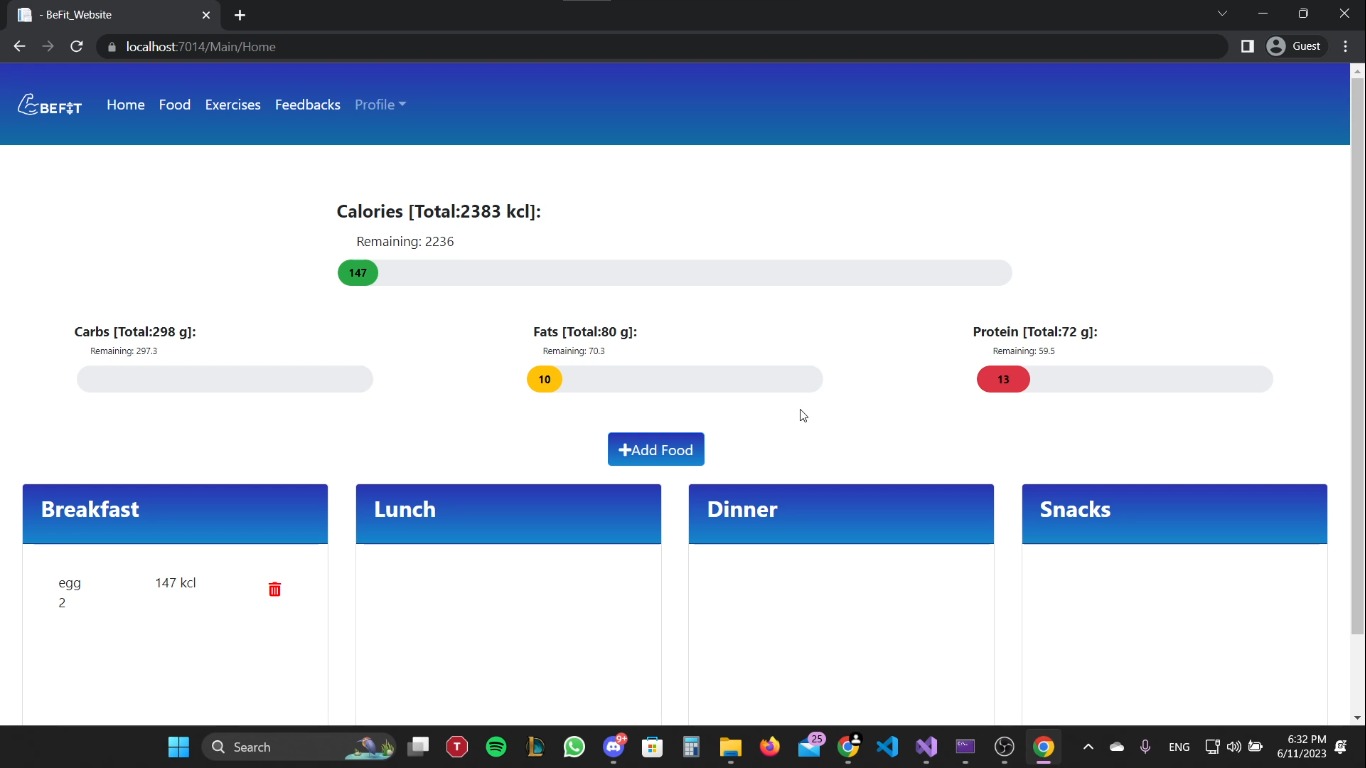 - BeFit_Website
localhost:7014/Main/Home
Guest
BEFIT
Home Food Exercises Feedbacks Profile
Calories [Total:2383 kcl]:
Remaining: 2236
147
Carbs [Total:298 g]:
Remaining: 297.3
Fats [Total:80 g]:
Remaining: 70.3
10
Protein [Total:72 g]:
Remaining: 59.5
13
Add Food
Breakfast
Lunch
Dinner
Snacks
egg 147 kcl
2
Search
T
9+
25
ENG
6:32 PM
6/11/2023